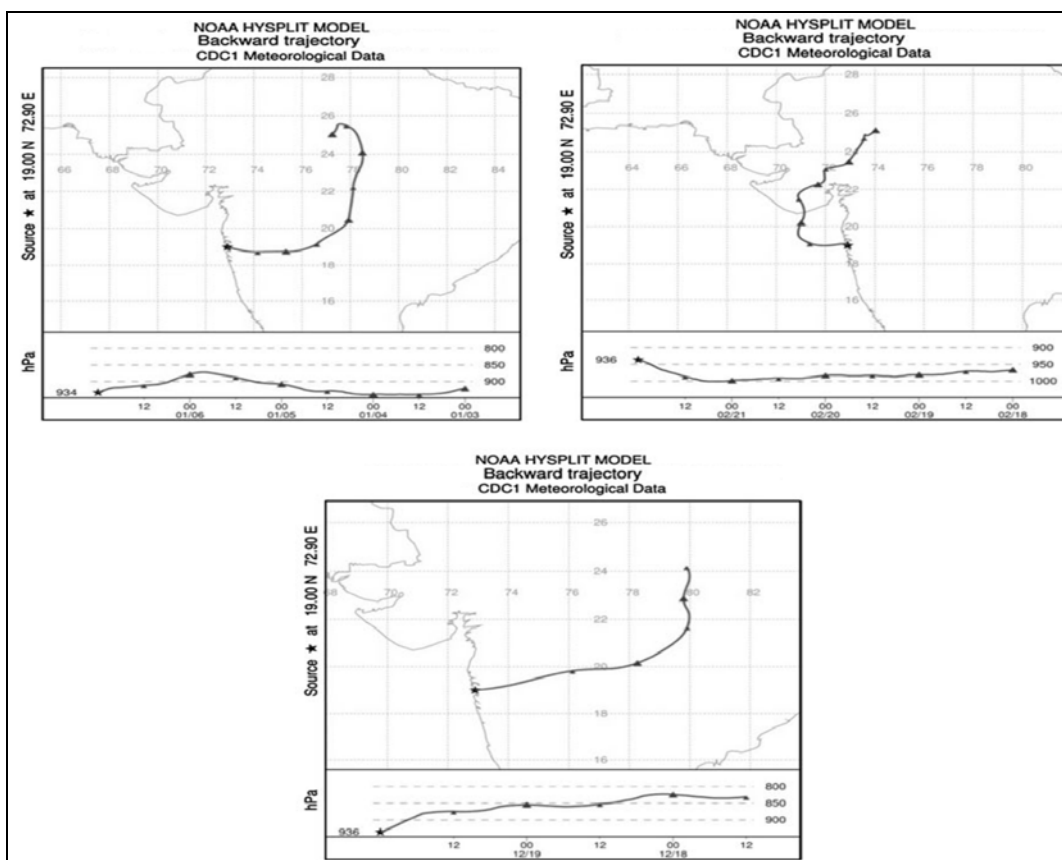 NOAA HYSPLIT MODEL
Backward trajectory
CDC1 Meteorological Data
Source ★ at 19.00 N 72.90 E
28
26
66 68 70 72 74 76 78 80 82 84
24
22
20
18
16
hPa
800
850
900
934
12 00 12 00 12 00 12 00
01/06 01/05 01/04 01/03
NOAA HYSPLIT MODEL
Backward trajectory
CDC1 Meteorological Data
Source ★ at 19.00 N 72.90 E
28
26
64 66 68 70 72 74 76 78 80 82
24
22
20
18
16
hPa
900
936
950
1000
12 00 12 00 12 00 12 00
02/21 02/20 02/19 02/18
NOAA HYSPLIT MODEL
Backward trajectory
CDC1 Meteorological Data
Source ★ at 19.00 N 72.90 E
26
24
68 70 72 74 76 78 80 82
22
20
18
16
hPa
800
850
900
936
12 00 12 00 12
12/19 12/18